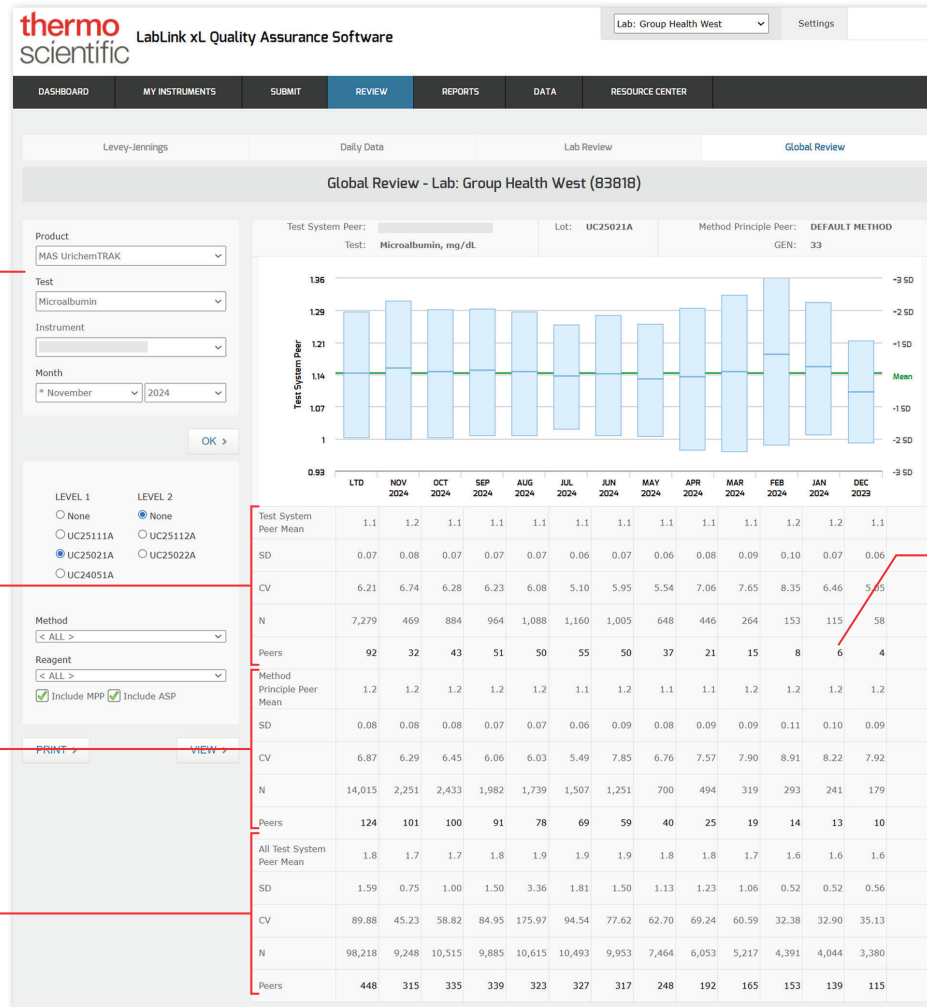 thermo
scientific
LabLink xL Quality Assurance Software
Lab: Group Health West
Settings
DASHBOARD MY INSTRUMENTS SUBMIT REVIEW REPORTS DATA RESOURCE CENTER
Levey-Jennings Daily Data Lab Review Global Review
Global Review - Lab: Group Health West (83818)
Product
MAS UrichemTRAK
Test
Microalbumin
Instrument
Month
* November 2024
OK >
LEVEL 1 LEVEL 2
None None
UC25111A UC25112A
UC25021A UC25022A
UC24051A
Method
< ALL >
Reagent
< ALL >
Include MPP Include ASP
PRINT > VIEW >
Test System Peer: Lot: UC25021A Method Principle Peer: DEFAULT METHOD
Test: Microalbumin, mg/dL GEN: 33
Test System Peer
1.36 -3 SD
1.29 -2 SD
1.21 -1 SD
1.14 Mean
1.07 -1 SD
1 -2 SD
0.93 -3 SD
LTD NOV OCT SEP AUG JUL JUN MAY APR MAR FEB JAN DEC
2024 2024 2024 2024 2024 2024 2024 2024 2024 2024 2024 2023
Test System
Peer Mean 1.1 1.2 1.1 1.1 1.1 1.1 1.1 1.1 1.1 1.1 1.2 1.2 1.1
SD 0.07 0.08 0.07 0.07 0.07 0.06 0.07 0.06 0.08 0.09 0.10 0.07 0.06
CV 6.21 6.74 6.28 6.23 6.08 5.10 5.95 5.54 7.06 7.65 8.35 6.46 5.05
N 7,279 469 884 964 1,088 1,160 1,005 648 446 264 153 115 58
Peers 92 32 43 51 50 55 50 37 21 15 8 6 4
Method
Principle Peer
Mean 1.2 1.2 1.2 1.2 1.2 1.1 1.2 1.1 1.1 1.2 1.2 1.2 1.2
SD 0.08 0.08 0.08 0.07 0.07 0.06 0.09 0.08 0.09 0.09 0.11 0.10 0.09
CV 6.87 6.29 6.45 6.06 6.03 5.49 7.85 6.76 7.57 7.90 8.91 8.22 7.92
N 14,015 2,251 2,433 1,982 1,739 1,507 1,251 700 494 319 293 241 179
Peers 124 101 100 91 78 69 59 40 25 19 14 13 10
All Test System
Peer Mean 1.8 1.7 1.7 1.8 1.9 1.9 1.9 1.8 1.8 1.7 1.6 1.6 1.6
SD 1.59 0.75 1.00 1.50 3.36 1.81 1.50 1.13 1.23 1.06 0.52 0.52 0.56
CV 89.88 45.23 58.82 84.95 175.97 94.54 77.62 62.70 69.24 60.59 32.38 32.90 35.13
N 98,218 9,248 10,515 9,885 10,615 10,493 9,953 7,464 6,053 5,217 4,391 4,044 3,380
Peers 448 315 335 339 323 327 317 248 192 165 153 139 115